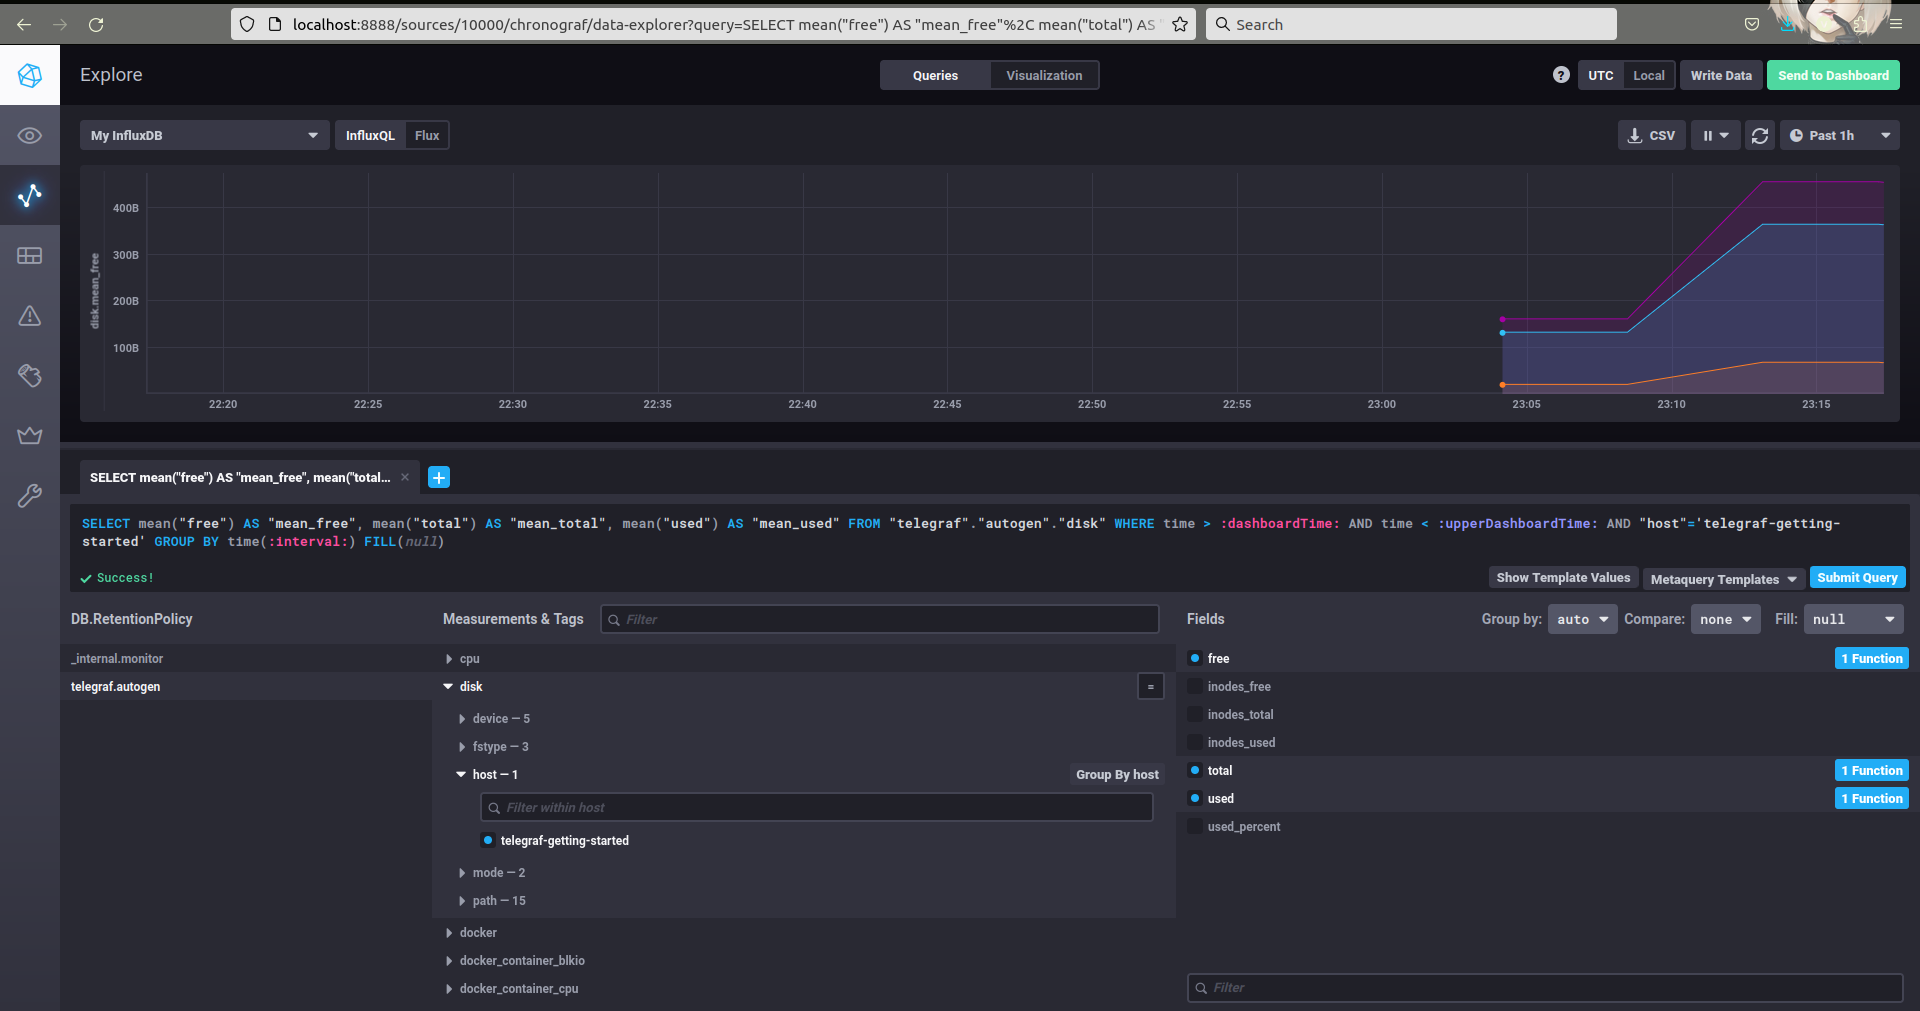 localhost:8888/sources/10000/chronograf/data-explorer?query=SELECT mean("free") AS "mean_free"%2C mean("total") AS "
Search
Explore
Queries
Visualization
?
UTC
Local
Write Data
Send to Dashboard
My InfluxDB
InfluxQL
Flux
CSV
Past 1h
disk.mean_free
400B
300B
200B
100B
22:20
22:25
22:30
22:35
22:40
22:45
22:50
22:55
23:00
23:05
23:10
23:15
SELECT mean("free") AS "mean_free", mean("total...
SELECT mean("free") AS "mean_free", mean("total") AS "mean_total", mean("used") AS "mean_used" FROM "telegraf"."autogen"."disk" WHERE time > :dashboardTime: AND time < :upperDashboardTime: AND "host"='telegraf-getting-
started' GROUP BY time(:interval:) FILL(null)
Success!
Show Template Values
Metaquery Templates
Submit Query
DB.RetentionPolicy
Measurements & Tags
Filter
Fields
Group by:
auto
Compare:
none
Fill:
null
_internal.monitor
telegraf.autogen
cpu
disk
=
device — 5
fstype — 3
host — 1
Group By host
Filter within host
telegraf-getting-started
mode — 2
path — 15
docker
docker_container_blkio
docker_container_cpu
free
1 Function
inodes_free
inodes_total
inodes_used
total
1 Function
used
1 Function
used_percent
Filter